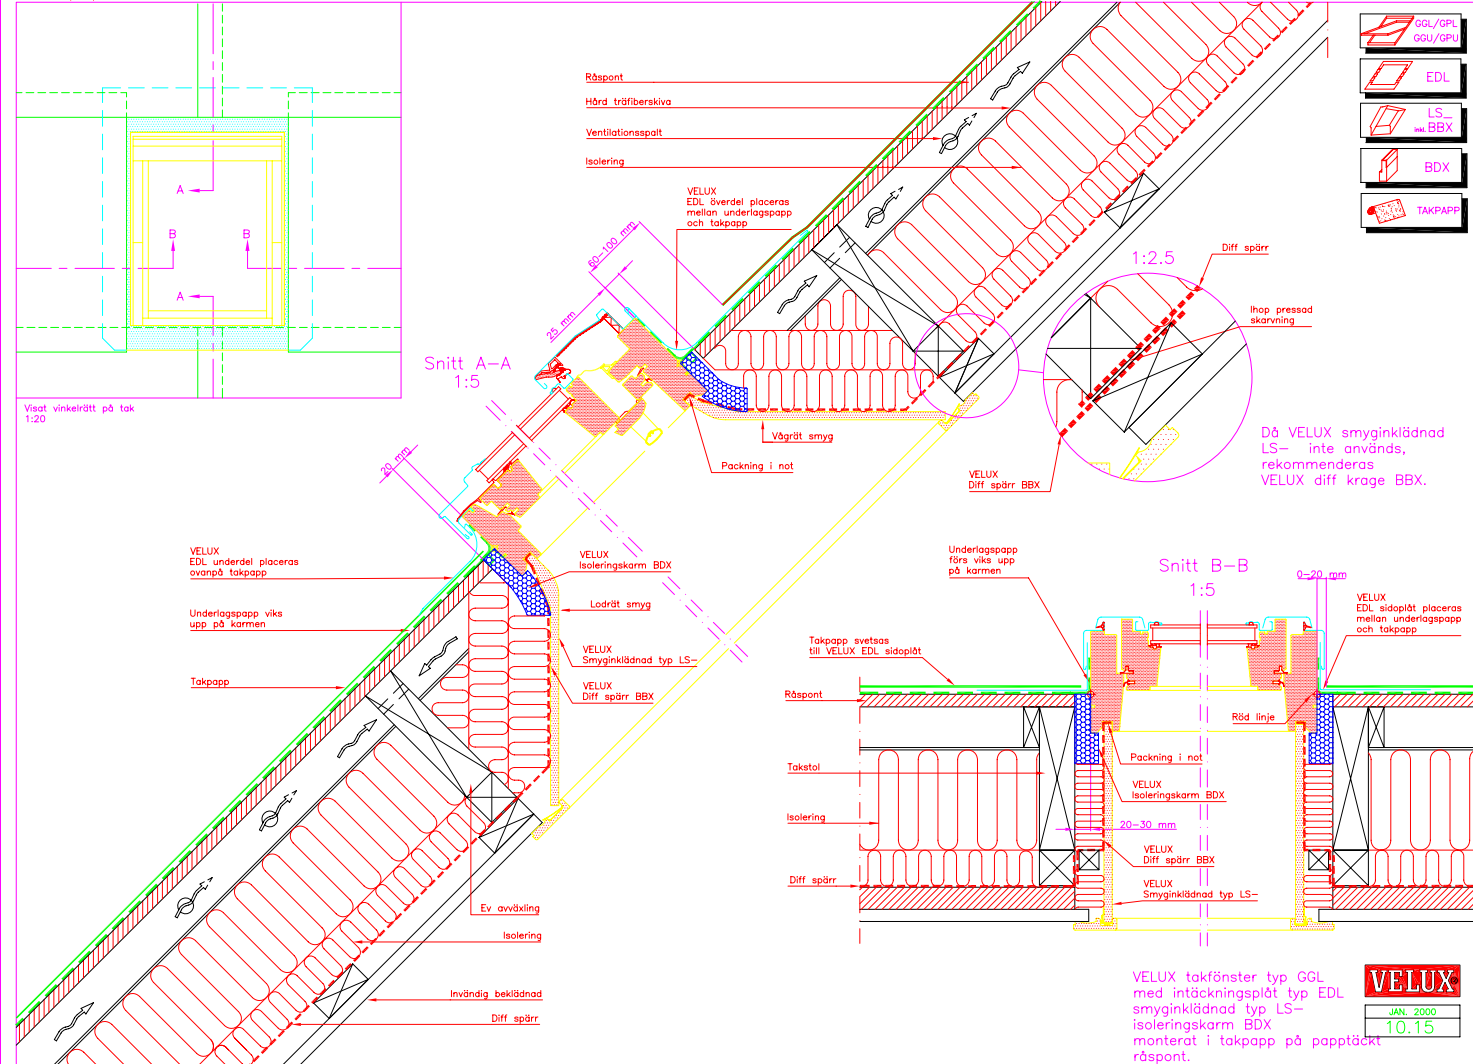 A
B
B
A
Visat vinkelrätt på tak
1:20
Råspont
Hård träfiberskiva
Ventilationsspalt
Isolering
VELUX
EDL överdel placeras
mellan underlagspapp
och takpapp
60-100 mm
25 mm
Snitt A-A
1:5
20 mm
Vågrät smyg
Packning i not
1:2.5
Diff spärr
Ihop pressad
skarvning
VELUX
Diff spärr BBX
GGL/GPL
GGU/GPU
EDL
LS_
inkl. BBX
BDX
TAKPAPP
Då VELUX smyginklädnad
LS- inte används,
rekommenderas
VELUX diff krage BBX.
VELUX
EDL underdel placeras
ovanpå takpapp
Underlagspapp viks
upp på karmen
Takpapp
VELUX
Isoleringskarm BDX
Lodrät smyg
VELUX
Smyginklädnad typ LS-
VELUX
Diff spärr BBX
Ev avväxling
Isolering
Invändig beklädnad
Diff spärr
Underlagspapp
förs viks upp
på karmen
Snitt B-B
1:5
0-20 mm
VELUX
EDL sidoplåt placeras
mellan underlagspapp
och takpapp
Takpapp svetsas
till VELUX EDL sidoplåt
Råspont
Röd linje
Takstol
Packning i not
VELUX
Isoleringskarm BDX
Isolering
20-30 mm
VELUX
Diff spärr BBX
Diff spärr
VELUX
Smyginklädnad typ LS-
VELUX takfönster typ GGL
med intäckningsplåt typ EDL
smyginklädnad typ LS-
isoleringskarm BDX
monterat i takpapp på papptäckt
råspont.
VELUX
JAN. 2000
10.15